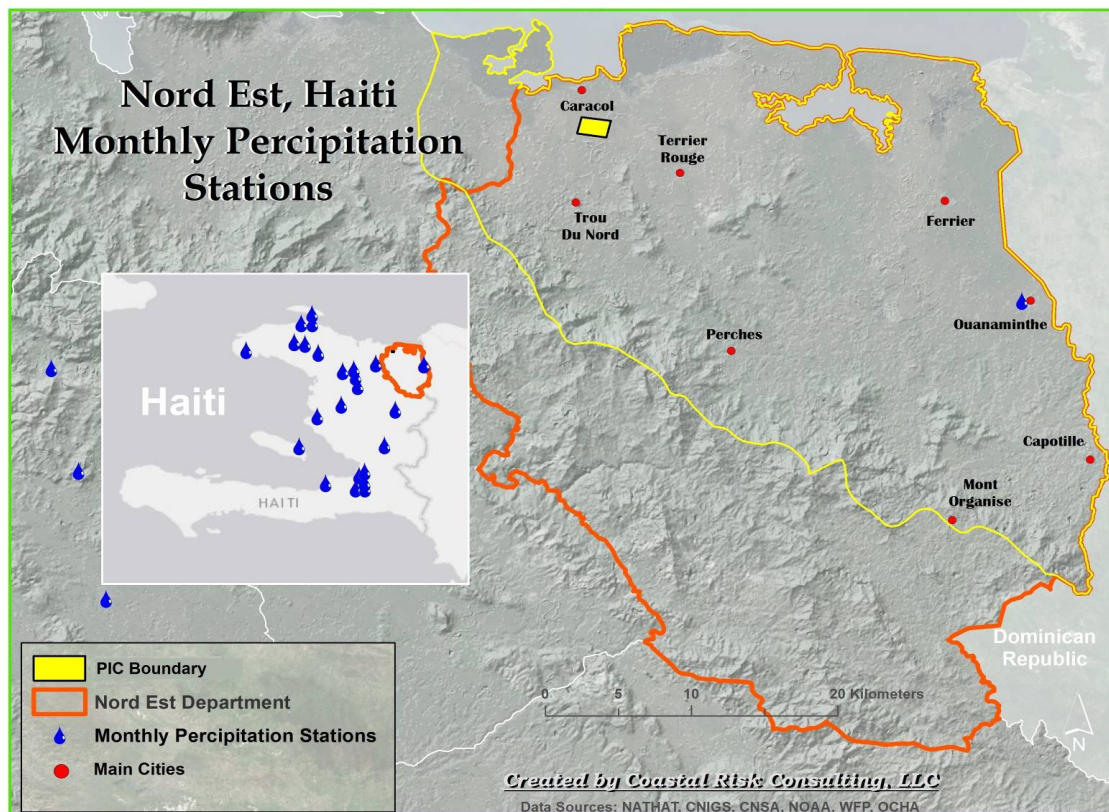 Nord Est, Haiti
Monthly Percipitation
Stations
Caracol
Terrier
Rouge
Trou
Du Nord
Ferrier
Ouanaminthe
Perches
Capotille
Mont
Organise
Haiti
HAITI
Dominican
Republic
PIC Boundary
Nord Est Department
Monthly Percipitation Stations
Main Cities
0 5 10 20 Kilometers
N
Created by Coastal Risk Consulting, LLC
Data Sources: NATHAT, CNIGS, CNSA, NOAA, WFP, OCHA